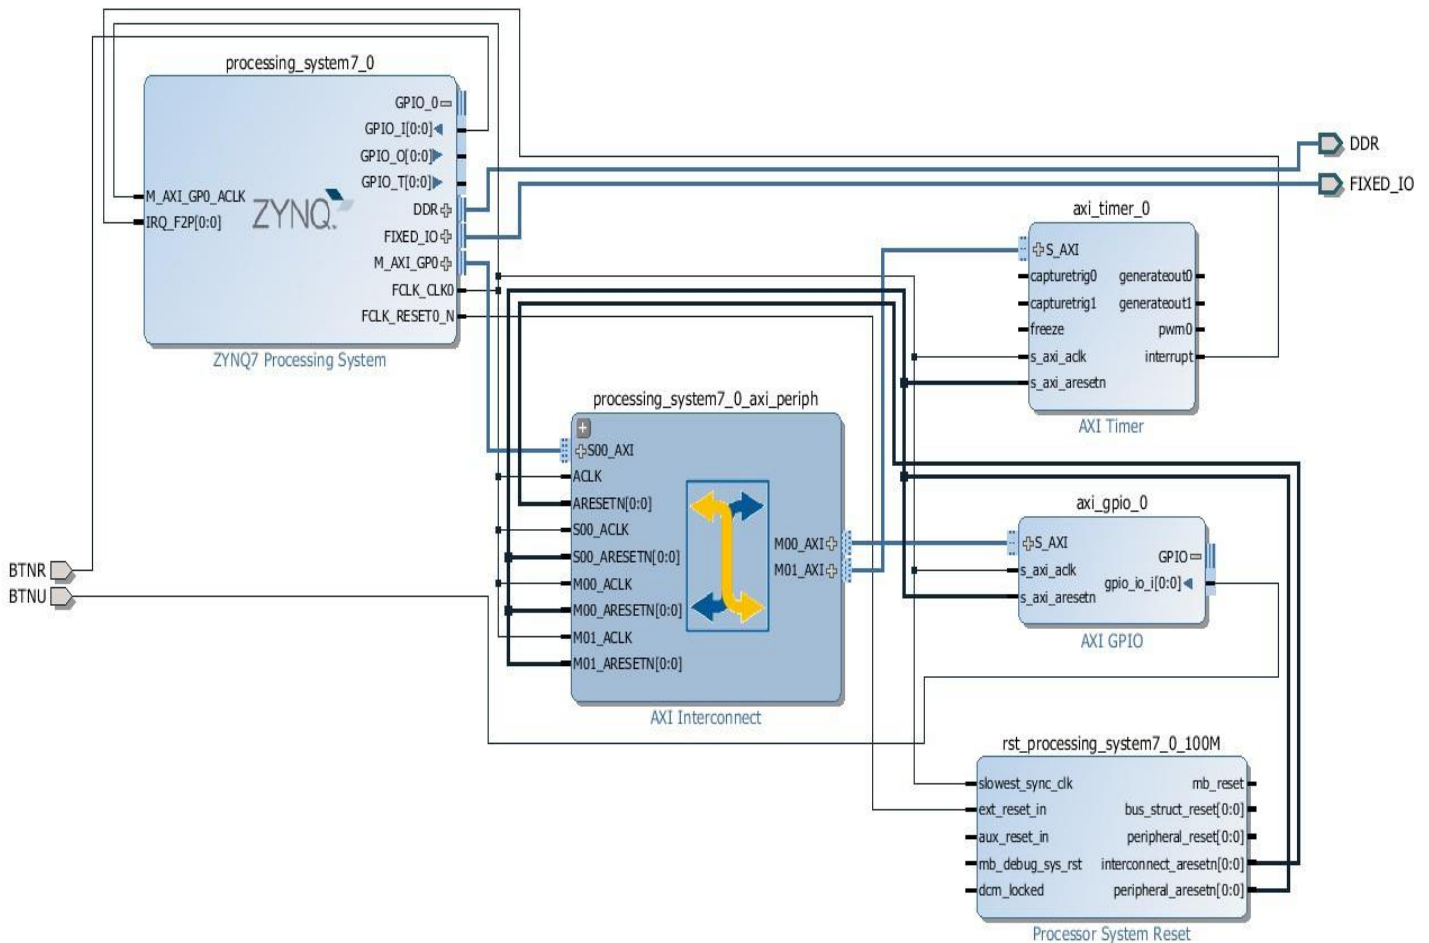 processing_system7_0
GPIO_0
GPIO_I[0:0]
GPIO_O[0:0]
GPIO_T[0:0]
M_AXI_GP0_ACLK
IRQ_F2P[0:0]
ZYNQ
DDR
FIXED_IO
M_AXI_GP0
FCLK_CLK0
FCLK_RESET0_N
ZYNQ7 Processing System
DDR
FIXED_IO
axi_timer_0
S_AXI
capturetrig0
generateout0
capturetrig1
generateout1
freeze
pwm0
s_axi_aclk
interrupt
s_axi_aresetn
AXI Timer
processing_system7_0_axi_periph
S00_AXI
ACLK
ARESETN[0:0]
S00_ACLK
S00_ARESETN[0:0]
M00_ACLK
M00_ARESETN[0:0]
M01_ACLK
M01_ARESETN[0:0]
M00_AXI
M01_AXI
AXI Interconnect
axi_gpio_0
S_AXI
GPIO
s_axi_aclk
gpio_io_i[0:0]
s_axi_aresetn
AXI GPIO
BTNR
BTNU
rst_processing_system7_0_100M
slowest_sync_clk
mb_reset
ext_reset_in
bus_struct_reset[0:0]
aux_reset_in
peripheral_reset[0:0]
mb_debug_sys_rst
interconnect_aresetn[0:0]
dcm_locked
peripheral_aresetn[0:0]
Processor System Reset